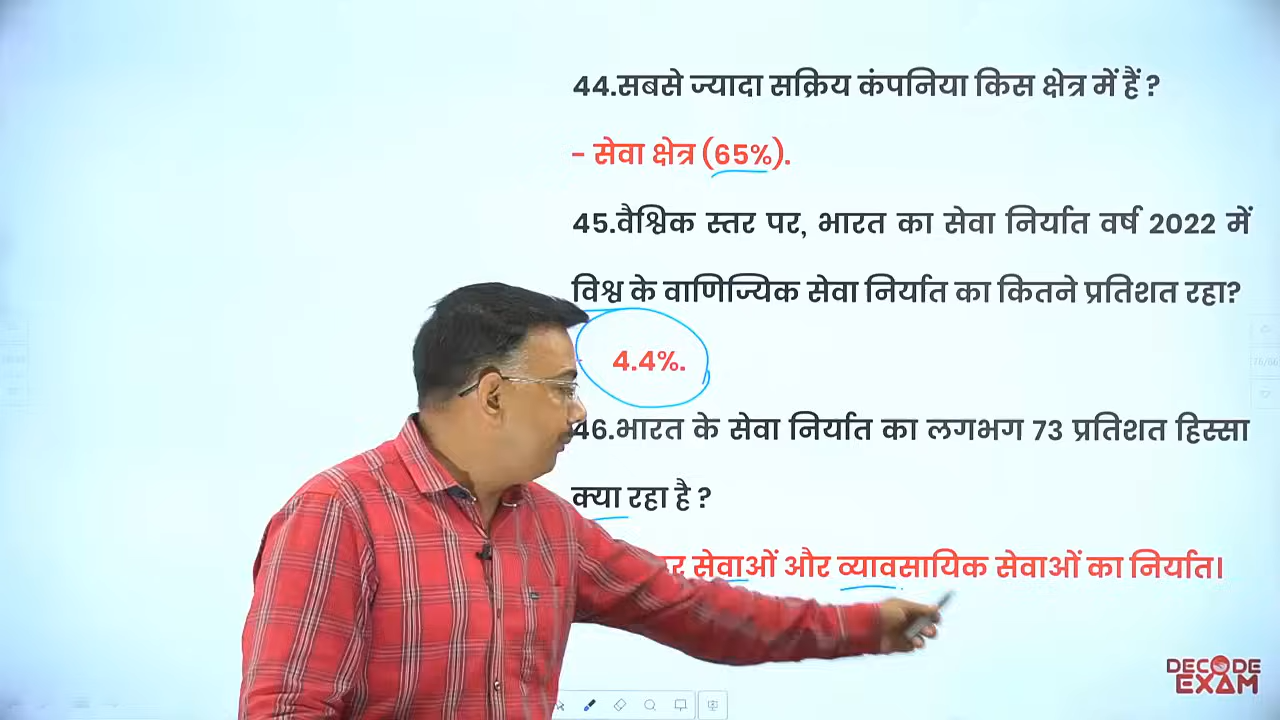 44.सबसे ज्यादा सक्रिय कंपनिया किस क्षेत्र में हैं ?
- सेवा क्षेत्र (65%).
45.वैश्विक स्तर पर, भारत का सेवा निर्यात वर्ष 2022 में
विश्व के वाणिज्यिक सेवा निर्यात का कितने प्रतिशत रहा?
4.4%.
46.भारत के सेवा निर्यात का लगभग 73 प्रतिशत हिस्सा
क्या रहा है ?
सेवाओं और व्यावसायिक सेवाओं का निर्यात।
DECODE
EXAM